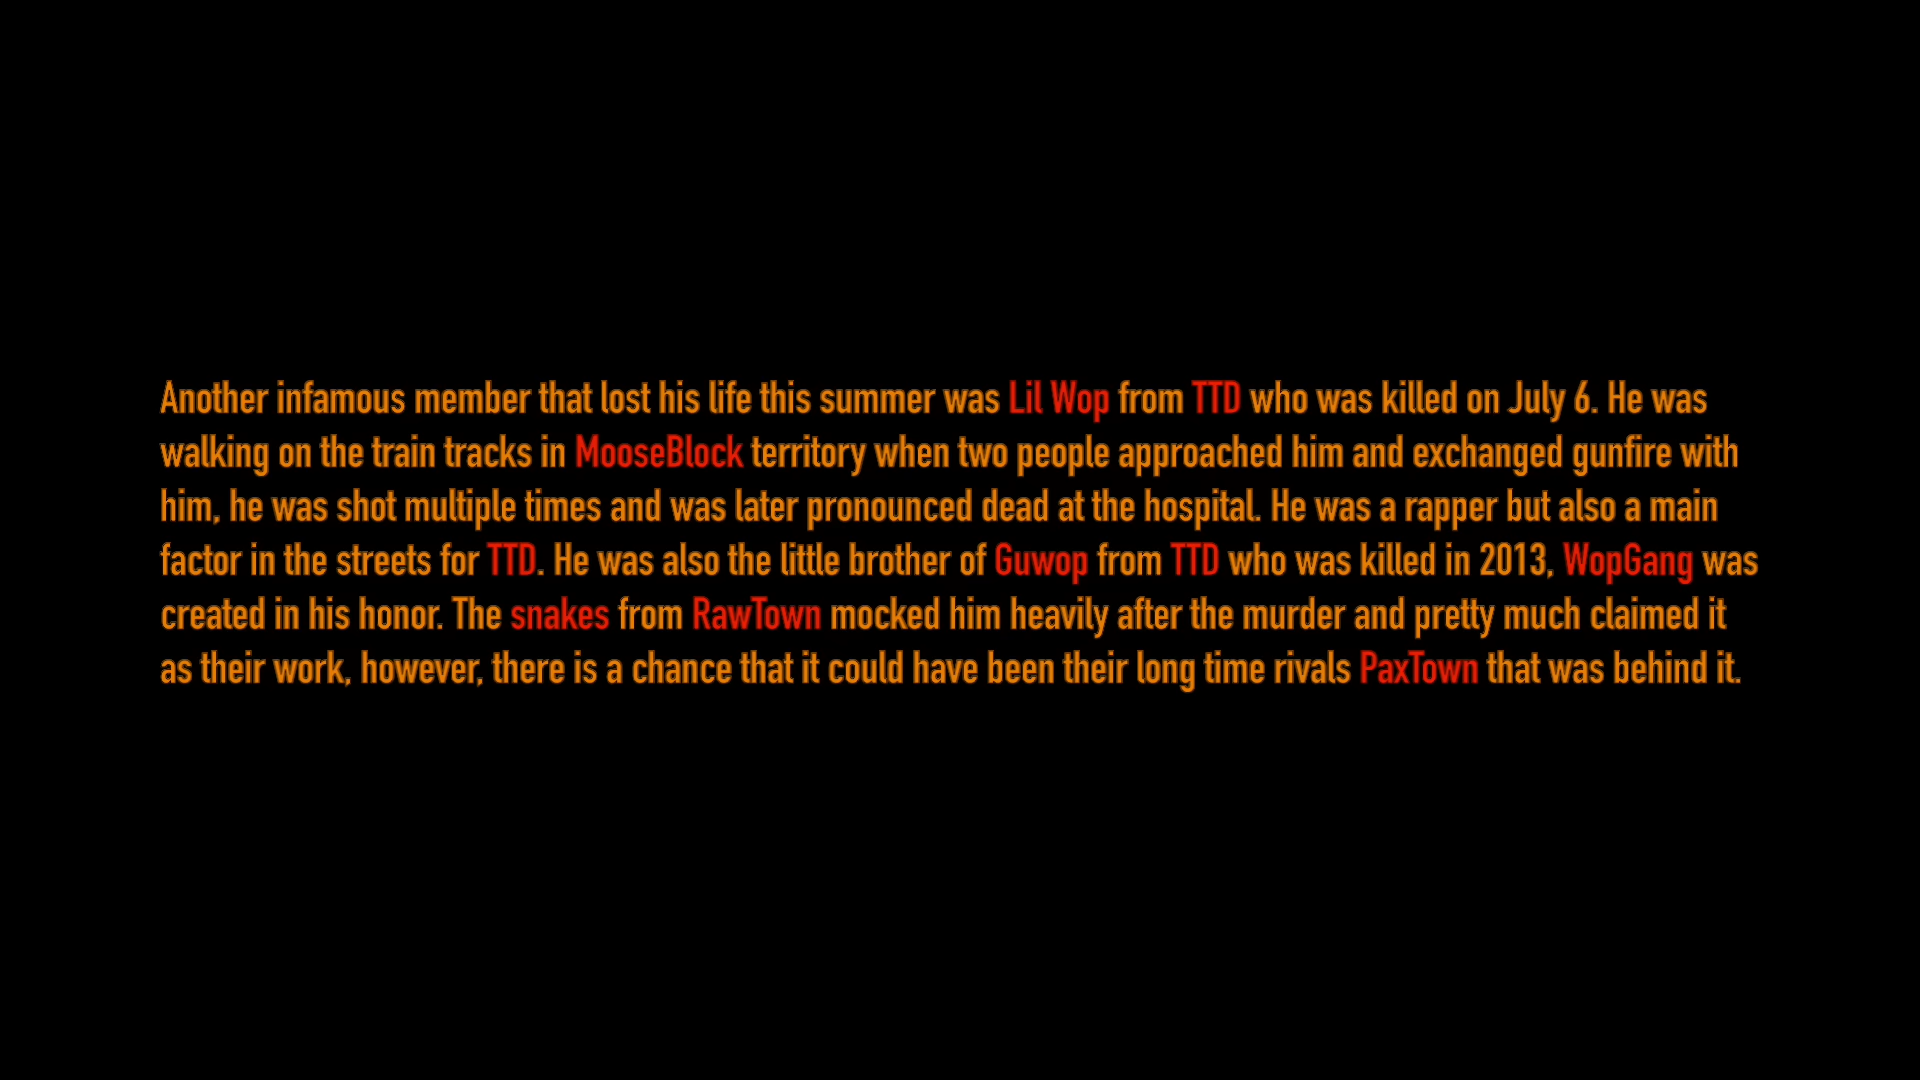 Another infamous member that lost his life this summer was Lil Wop from TTD who was killed on July 6. He was
walking on the train tracks in MooseBlock territory when two people approached him and exchanged gunfire with
him, he was shot multiple times and was later pronounced dead at the hospital. He was a rapper but also a main
factor in the streets for TTD. He was also the little brother of Guwop from TTD who was killed in 2013, WopGang was
created in his honor. The snakes from RawTown mocked him heavily after the murder and pretty much claimed it
as their work, however, there is a chance that it could have been their long time rivals PaxTown that was behind it.